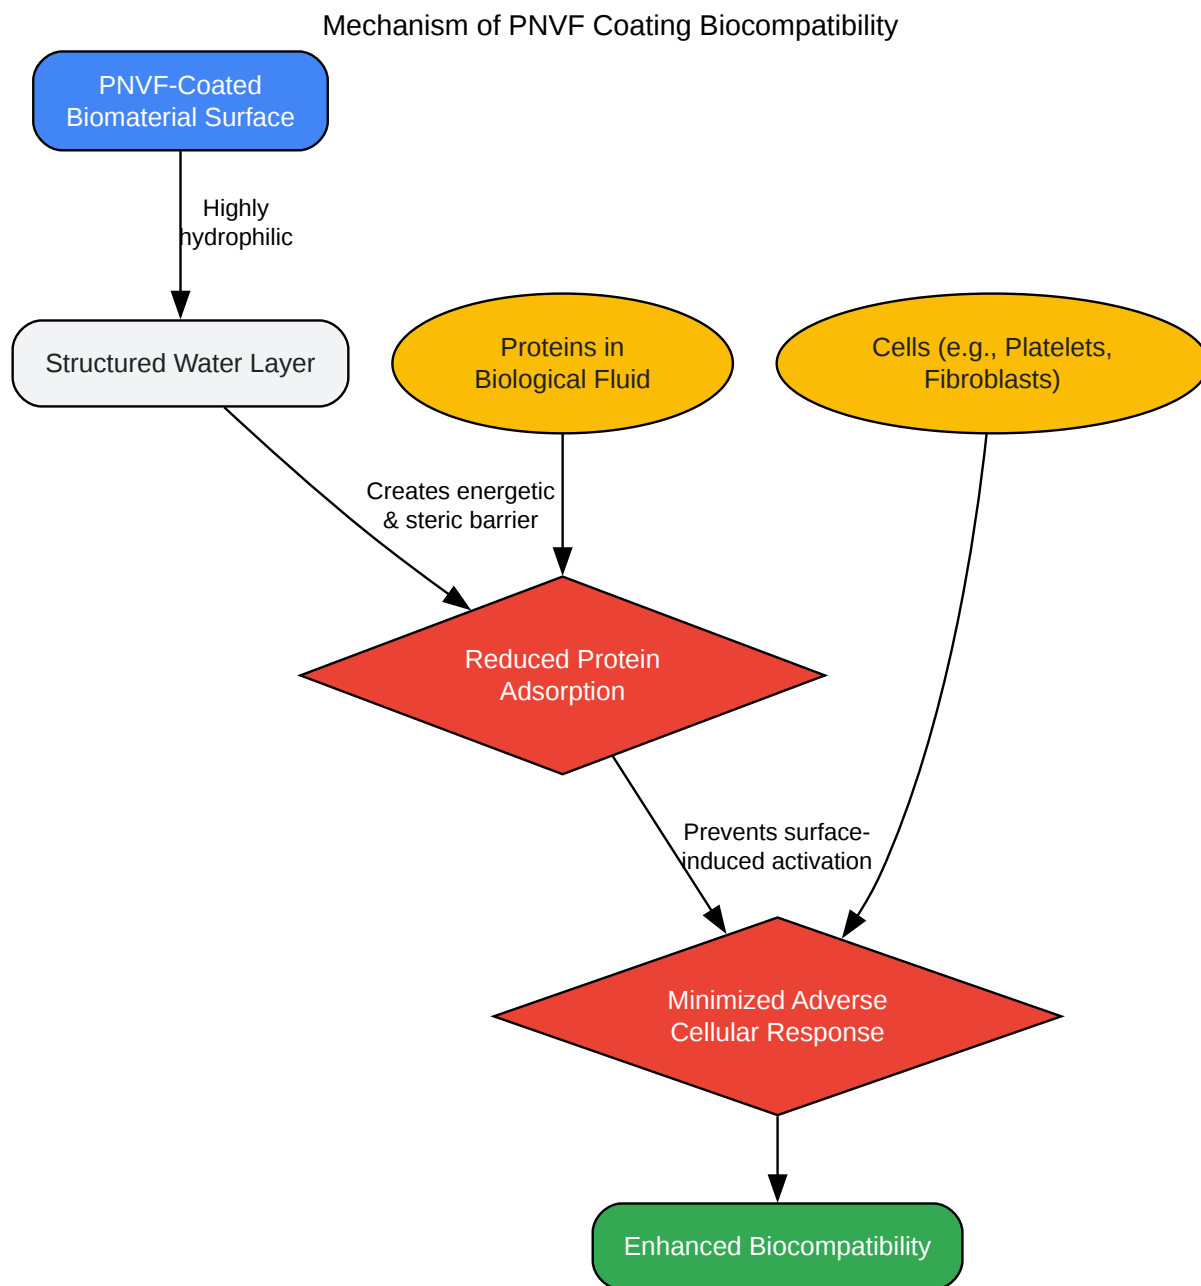 Mechanism of PNVF Coating Biocompatibility
PNVF-Coated
Biomaterial Surface
Highly
hydrophilic
Structured Water Layer
Proteins in
Biological Fluid
Cells (e.g., Platelets,
Fibroblasts)
Creates energetic
& steric barrier
Reduced Protein
Adsorption
Prevents surface-
induced activation
Minimized Adverse
Cellular Response
Enhanced Biocompatibility